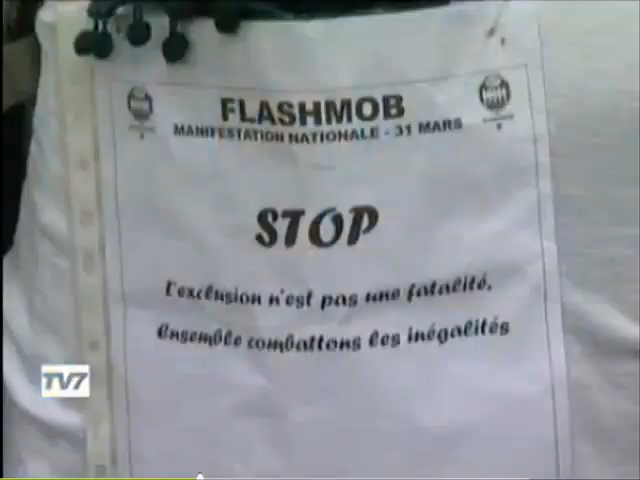 FLASHMOB
MANIFESTATION NATIONALE - 31 MARS
STOP
L'exclusion n'est pas une fatalité,
Ensemble combattons les inégalités
TV7